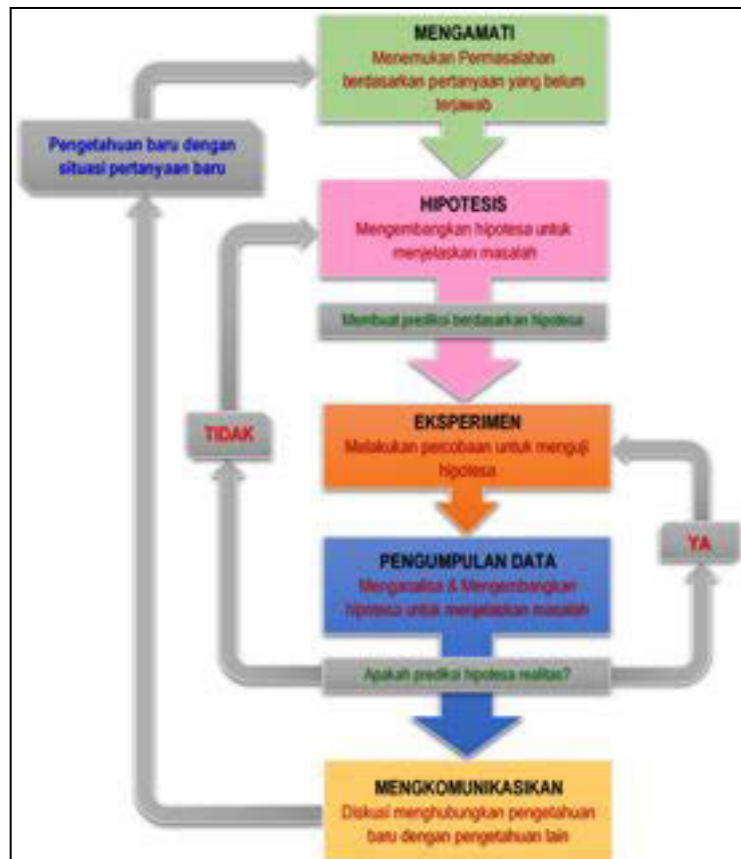 MENGAMATI
Menemukan Permasalahan
berdasarkan pertanyaan yang belum
terjawab
Pengetahuan baru dengan
situasi pertanyaan baru
HIPOTESIS
Mengembangkan hipotesa untuk
menjelaskan masalah
Membuat prediksi berdasarkan hipotesa
TIDAK
EKSPERIMEN
Melakukan percobaan untuk menguji
hipotesa
YA
PENGUMPULAN DATA
Menganalisa & Mengembangkan
hipotesa untuk menjelaskan masalah
Apakah prediksi hipotesa realitas?
MENGKOMUNIKASIKAN
Diskusi menghubungkan pengetahuan
baru dengan pengetahuan lain